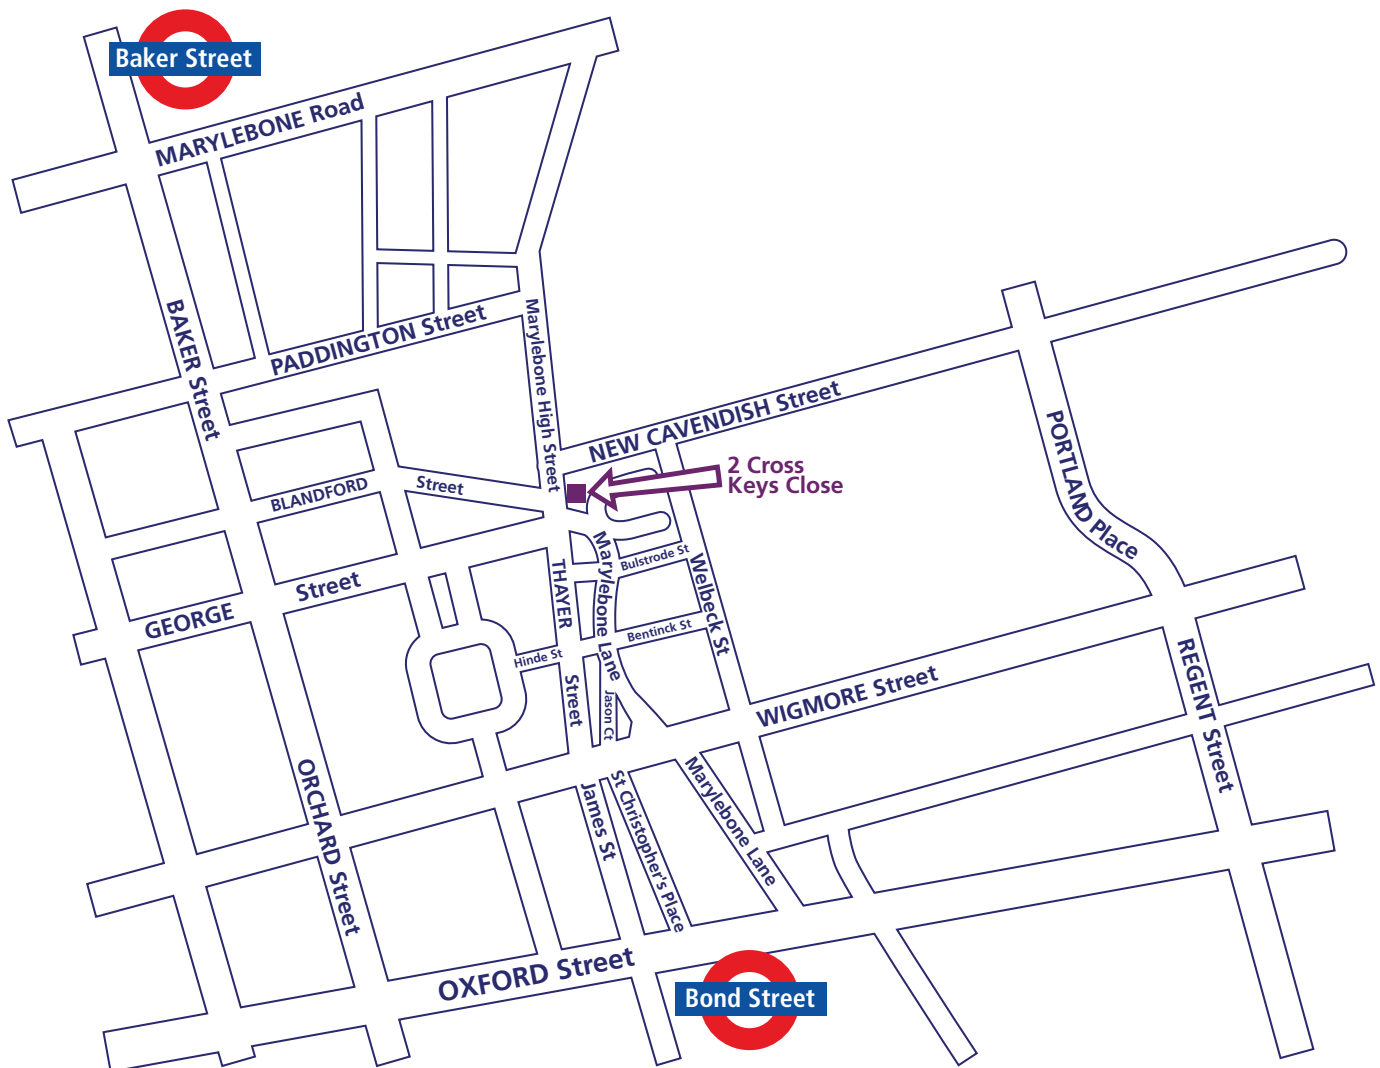 Baker Street
MARYLEBONE Road
BAKER Street
PADDINGTON Street
Marylebone High Street
NEW CAVENDISH Street
PORTLAND Place
2 Cross
Keys Close
BLANDFORD Street
GEORGE Street
THAYER Street
Marylebone Lane
Bulstrode St
Welbeck St
Bentinck St
Hinde St
Jason Ct
WIGMORE Street
REGENT Street
ORCHARD Street
James St
St Christopher's Place
Marylebone Lane
OXFORD Street
Bond Street